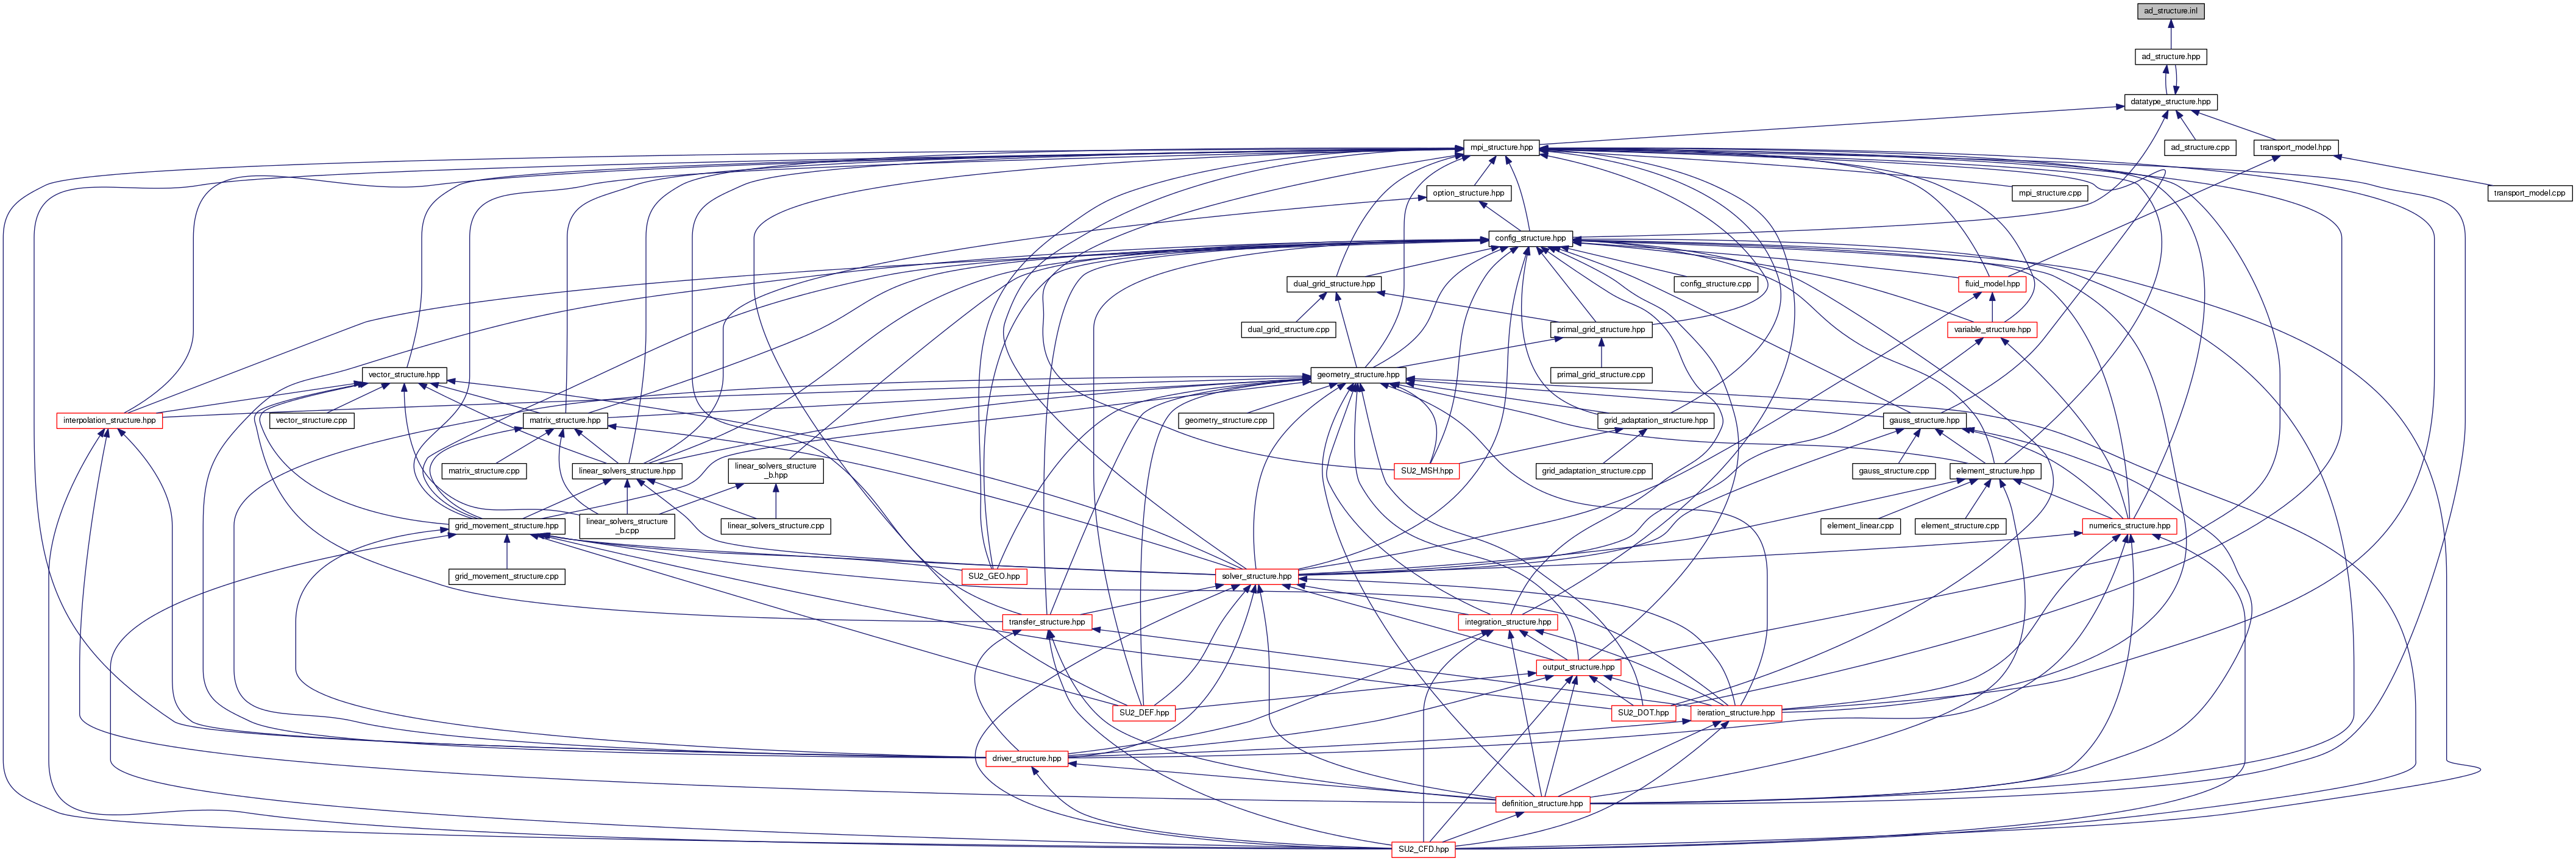 ad_structure.inl
ad_structure.hpp
datatype_structure.hpp
mpi_structure.hpp
ad_structure.cpp
transport_model.hpp
option_structure.hpp
mpi_structure.cpp
transport_model.cpp
config_structure.hpp
dual_grid_structure.hpp
config_structure.cpp
fluid_model.hpp
dual_grid_structure.cpp
primal_grid_structure.hpp
variable_structure.hpp
vector_structure.hpp
geometry_structure.hpp
primal_grid_structure.cpp
interpolation_structure.hpp
vector_structure.cpp
matrix_structure.hpp
geometry_structure.cpp
grid_adaptation_structure.hpp
gauss_structure.hpp
matrix_structure.cpp
linear_solvers_structure.hpp
linear_solvers_structure
_b.hpp
SU2_MSH.hpp
grid_adaptation_structure.cpp
gauss_structure.cpp
element_structure.hpp
grid_movement_structure.hpp
linear_solvers_structure
_b.cpp
linear_solvers_structure.cpp
element_linear.cpp
element_structure.cpp
numerics_structure.hpp
grid_movement_structure.cpp
SU2_GEO.hpp
solver_structure.hpp
transfer_structure.hpp
integration_structure.hpp
output_structure.hpp
SU2_DEF.hpp
SU2_DOT.hpp
iteration_structure.hpp
driver_structure.hpp
definition_structure.hpp
SU2_CFD.hpp